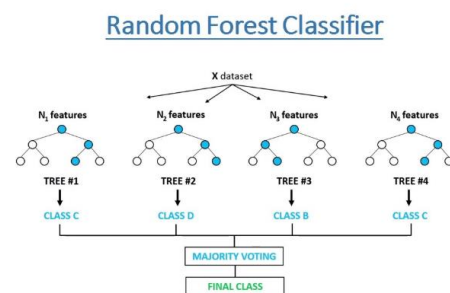 Random Forest Classifier
X dataset
N1 features N2 features N3 features N4 features
TREE #1 TREE #2 TREE #3 TREE #4
CLASS C CLASS D CLASS B CLASS C
MAJORITY VOTING
FINAL CLASS